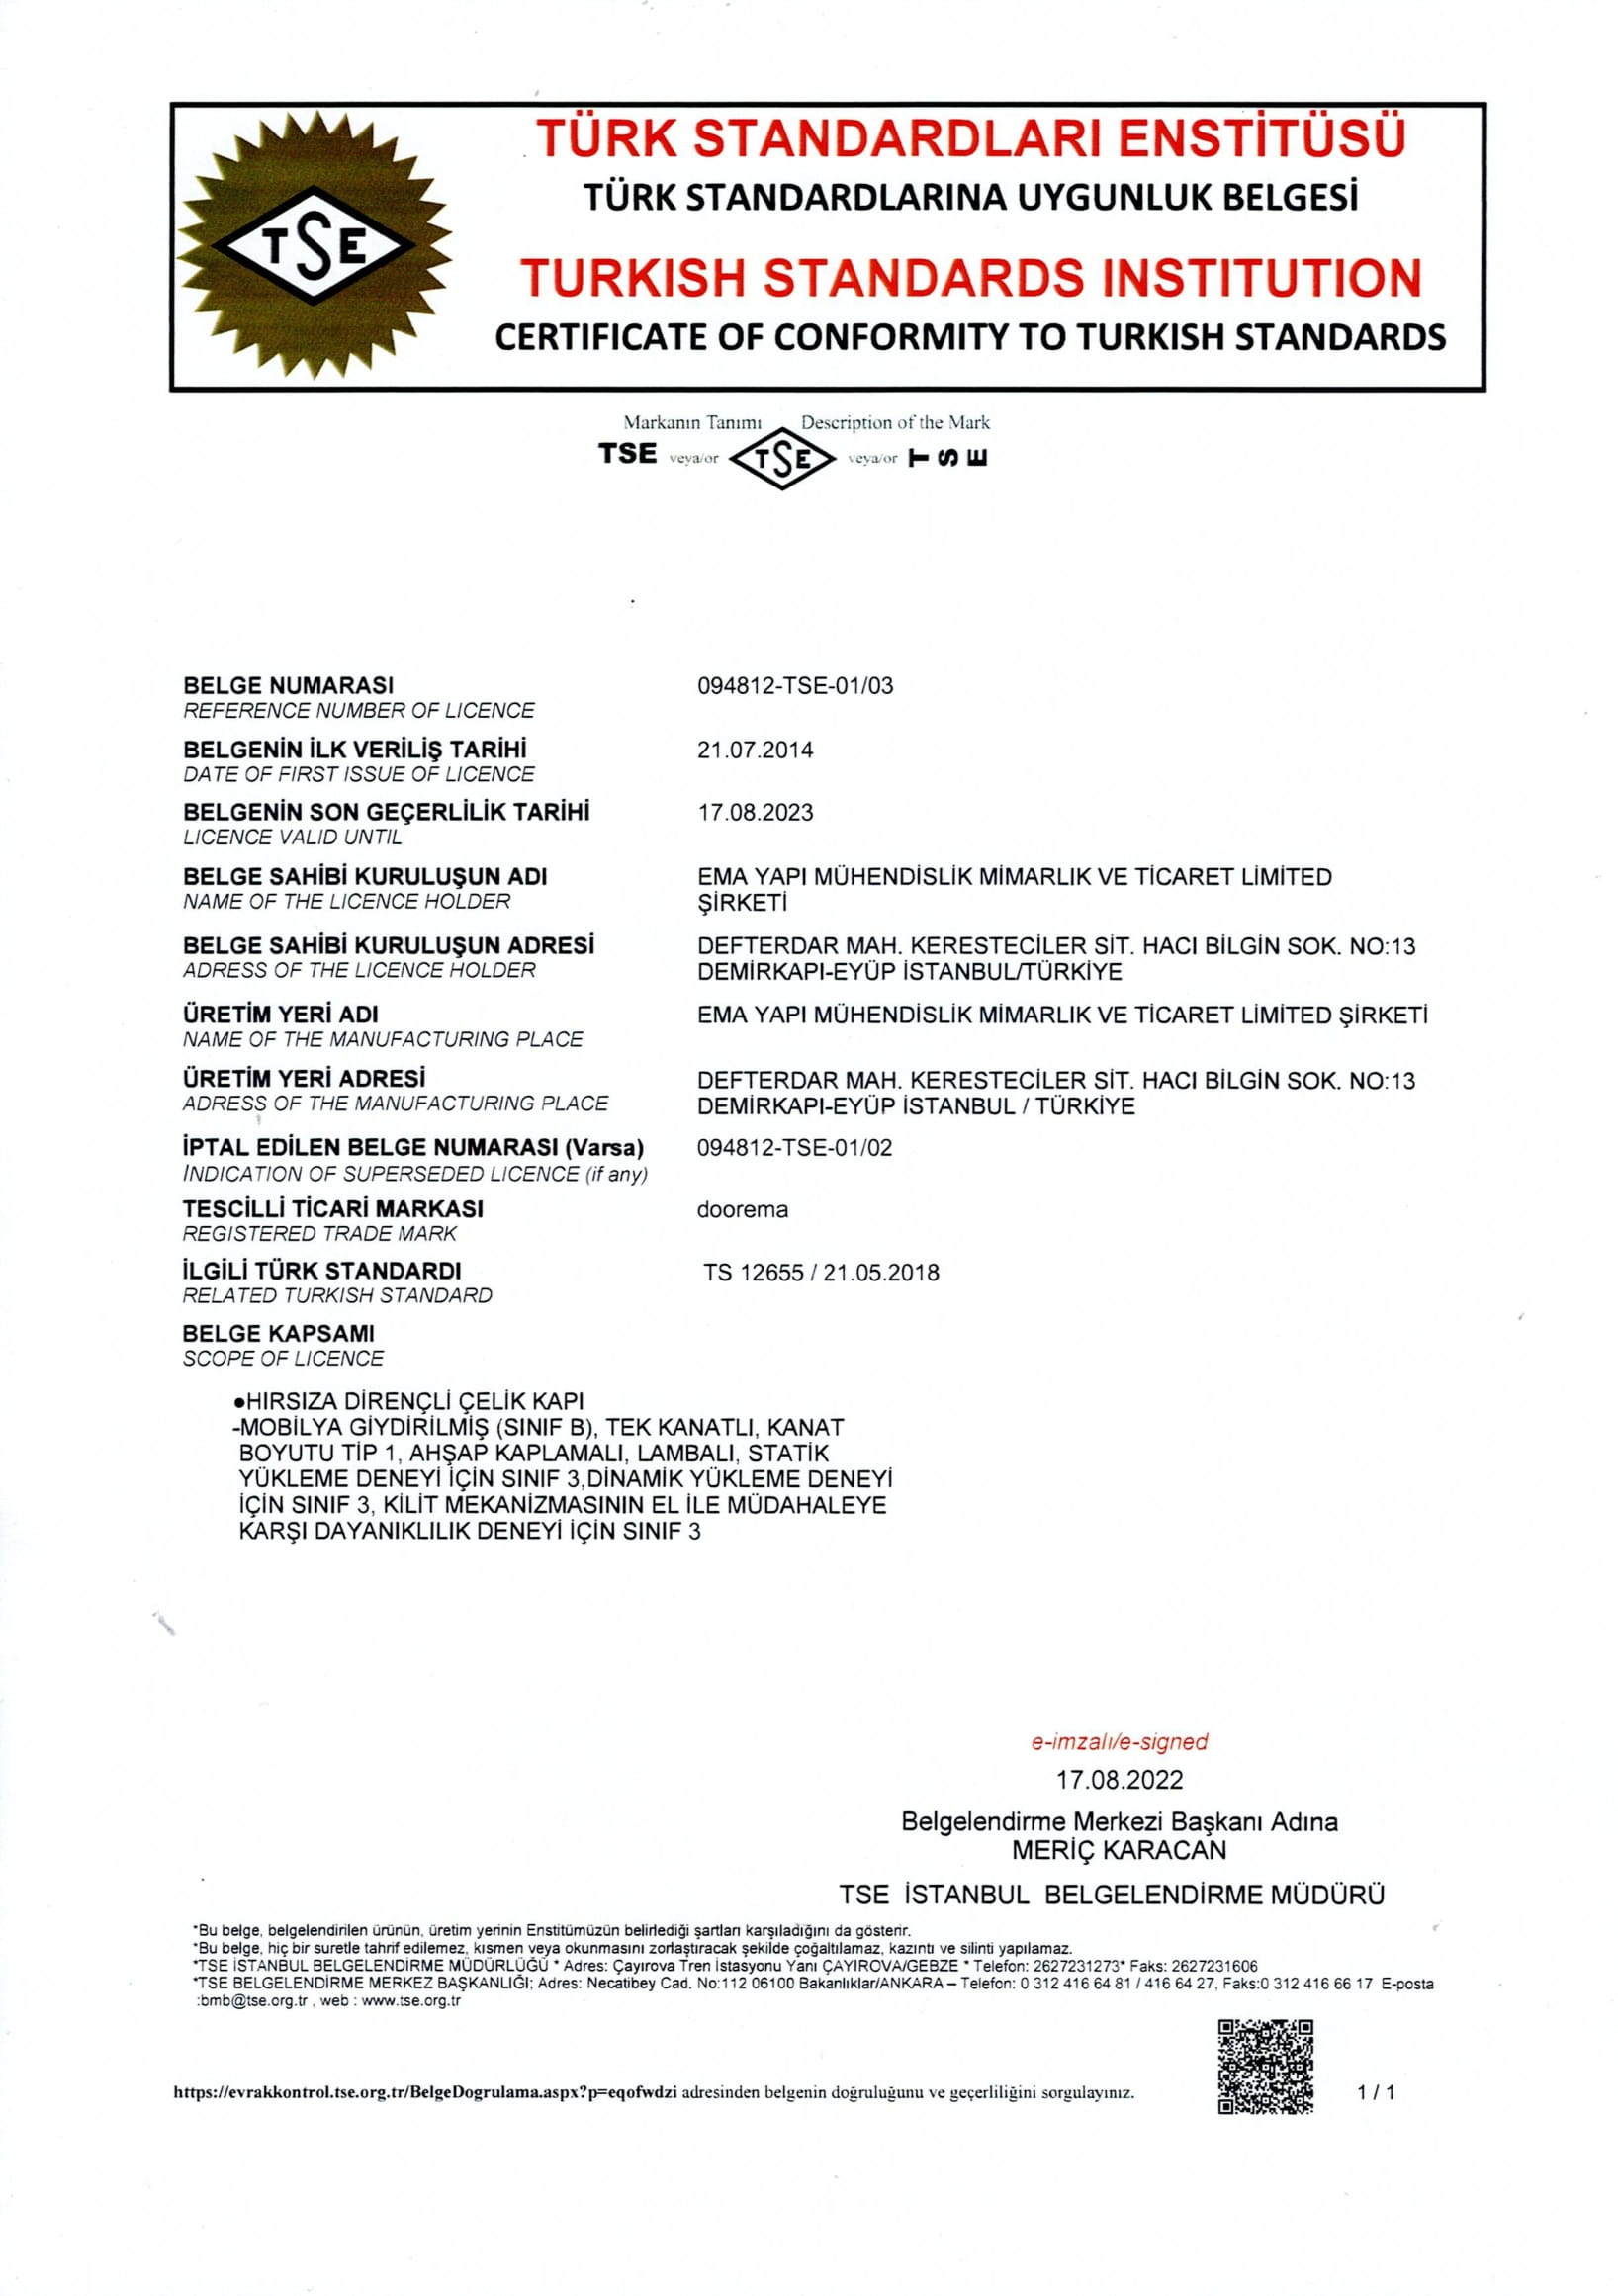 TSE
TÜRK STANDARDLARI ENSTİTÜSÜ
TÜRK STANDARDLARINA UYGUNLUK BELGESİ
TURKISH STANDARDS INSTITUTION
CERTIFICATE OF CONFORMITY TO TURKISH STANDARDS
Markanın Tanımı Description of the Mark
TSE veya/or TSE veya/or TSE
BELGE NUMARASI 094812-TSE-01/03
REFERENCE NUMBER OF LICENCE
BELGENİN İLK VERİLİŞ TARİHİ 21.07.2014
DATE OF FIRST ISSUE OF LICENCE
BELGENİN SON GEÇERLİLİK TARİHİ 17.08.2023
LICENCE VALID UNTIL
BELGE SAHİBİ KURULUŞUN ADI EMA YAPI MÜHENDİSLİK MİMARLIK VE TİCARET LİMİTED
NAME OF THE LICENCE HOLDER ŞİRKETİ
BELGE SAHİBİ KURULUŞUN ADRESİ DEFTERDAR MAH. KERESTECİLER SİT. HACI BİLGİN SOK. NO:13
ADRESS OF THE LICENCE HOLDER DEMİRKAPI-EYÜP İSTANBUL/TÜRKİYE
ÜRETİM YERİ ADI EMA YAPI MÜHENDİSLİK MİMARLIK VE TİCARET LİMİTED ŞİRKETİ
NAME OF THE MANUFACTURING PLACE
ÜRETİM YERİ ADRESİ DEFTERDAR MAH. KERESTECİLER SİT. HACI BİLGİN SOK. NO:13
ADRESS OF THE MANUFACTURING PLACE DEMİRKAPI-EYÜP İSTANBUL / TÜRKİYE
İPTAL EDİLEN BELGE NUMARASI (Varsa) 094812-TSE-01/02
INDICATION OF SUPERSEDED LICENCE (if any)
TESCİLLİ TİCARİ MARKASI doorema
REGISTERED TRADE MARK
İLGİLİ TÜRK STANDARDI TS 12655 / 21.05.2018
RELATED TURKISH STANDARD
BELGE KAPSAMI
SCOPE OF LICENCE
●HIRSIZA DİRENÇLİ ÇELİK KAPI
-MOBİLYA GİYDİRİLMİŞ (SINIF B), TEK KANATLI, KANAT
BOYUTU TİP 1, AHŞAP KAPLAMALI, LAMBALI, STATİK
YÜKLEME DENEYİ İÇİN SINIF 3,DİNAMİK YÜKLEME DENEYİ
İÇİN SINIF 3, KİLİT MEKANİZMASININ EL İLE MÜDAHALEYE
KARŞI DAYANIKLILIK DENEYİ İÇİN SINIF 3
e-imzalı/e-signed
17.08.2022
Belgelendirme Merkezi Başkanı Adına
MERİÇ KARACAN
TSE İSTANBUL BELGELENDİRME MÜDÜRÜ
*Bu belge, belgelendirilen ürünün, üretim yerinin Enstitümüzün belirlediği şartları karşıladığını da gösterir.
*Bu belge, hiç bir suretle tahrif edilemez, kısmen veya okunmasını zorlaştıracak şekilde çoğaltılamaz, kazıntı ve silinti yapılamaz.
*TSE İSTANBUL BELGELENDİRME MÜDÜRLÜĞÜ * Adres: Çayırova Tren İstasyonu Yanı ÇAYIROVA/GEBZE * Telefon: 2627231273* Faks: 2627231606
*TSE BELGELENDİRME MERKEZ BAŞKANLIĞI; Adres: Necatibey Cad. No:112 06100 Bakanlıklar/ANKARA – Telefon: 0 312 416 64 81 / 416 64 27, Faks:0 312 416 66 17 E-posta
:bmb@tse.org.tr , web : www.tse.org.tr
https://evrakkontrol.tse.org.tr/BelgeDogrulama.aspx?p=eqofwdzi adresinden belgenin doğruluğunu ve geçerliliğini sorgulayınız.
1 / 1